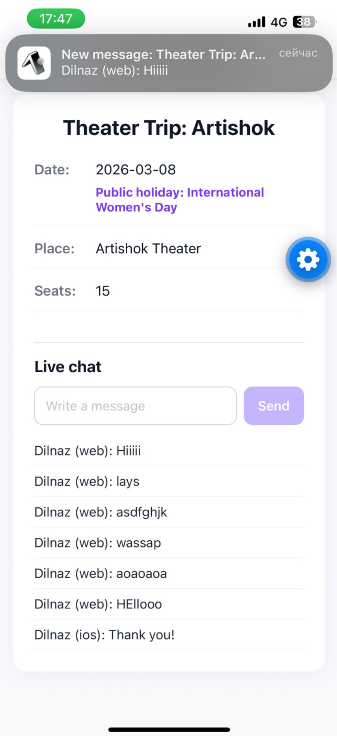 17:47
4G
38
New message: Theater Trip: Ar...
сейчас
Dilnaz (web): Hiiiii
Theater Trip: Artishok
Date:
2026-03-08
Public holiday: International
Women's Day
Place:
Artishok Theater
Seats:
15
Live chat
Write a message
Send
Dilnaz (web): Hiiiii
Dilnaz (web): lays
Dilnaz (web): asdfghjk
Dilnaz (web): wassap
Dilnaz (web): aoaoaoa
Dilnaz (web): HEllooo
Dilnaz (ios): Thank you!